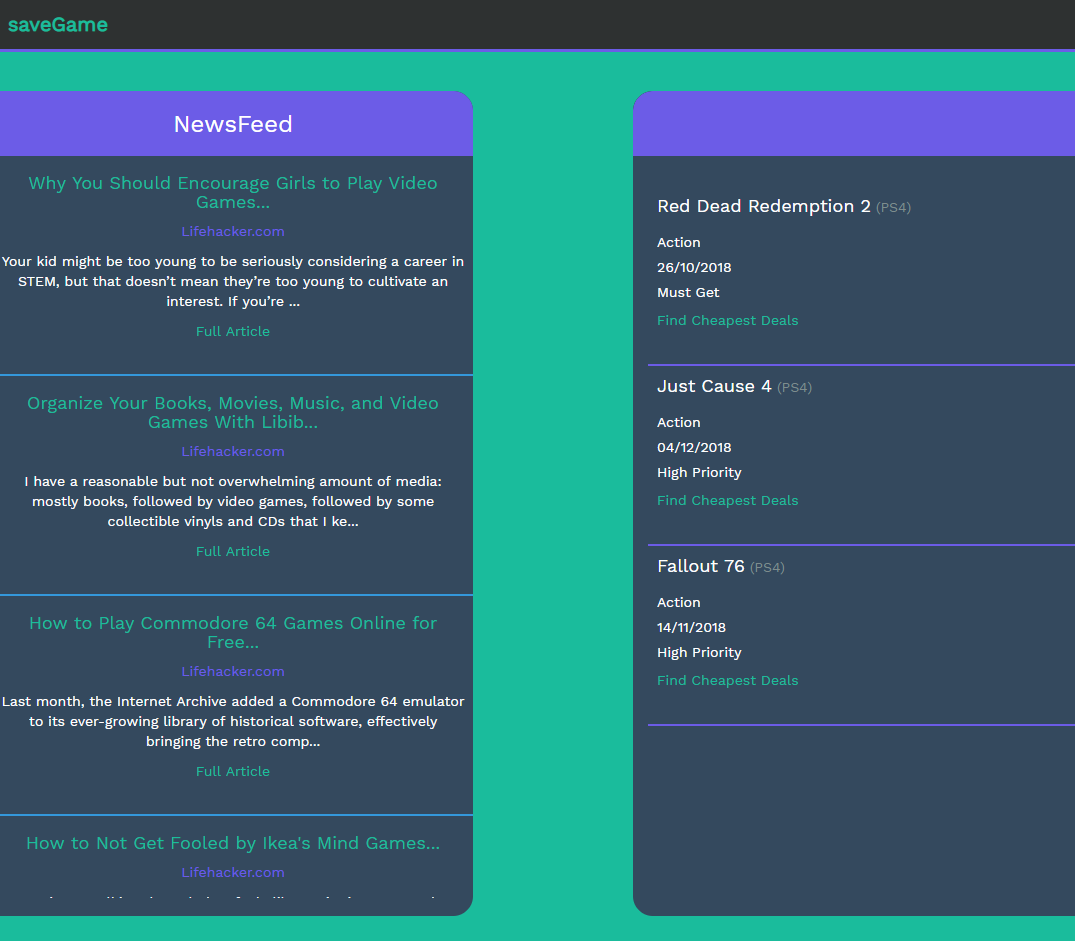 saveGame
NewsFeed
Why You Should Encourage Girls to Play Video
Games...
Lifehacker.com
Your kid might be too young to be seriously considering a career in
STEM, but that doesn’t mean they’re too young to cultivate an
interest. If you’re ...
Full Article
Organize Your Books, Movies, Music, and Video
Games With Libib...
Lifehacker.com
I have a reasonable but not overwhelming amount of media:
mostly books, followed by video games, followed by some
collectible vinyls and CDs that I ke...
Full Article
How to Play Commodore 64 Games Online for
Free...
Lifehacker.com
Last month, the Internet Archive added a Commodore 64 emulator
to its ever-growing library of historical software, effectively
bringing the retro comp...
Full Article
How to Not Get Fooled by Ikea's Mind Games...
Lifehacker.com
Red Dead Redemption 2 (PS4)
Action
26/10/2018
Must Get
Find Cheapest Deals
Just Cause 4 (PS4)
Action
04/12/2018
High Priority
Find Cheapest Deals
Fallout 76 (PS4)
Action
14/11/2018
High Priority
Find Cheapest Deals